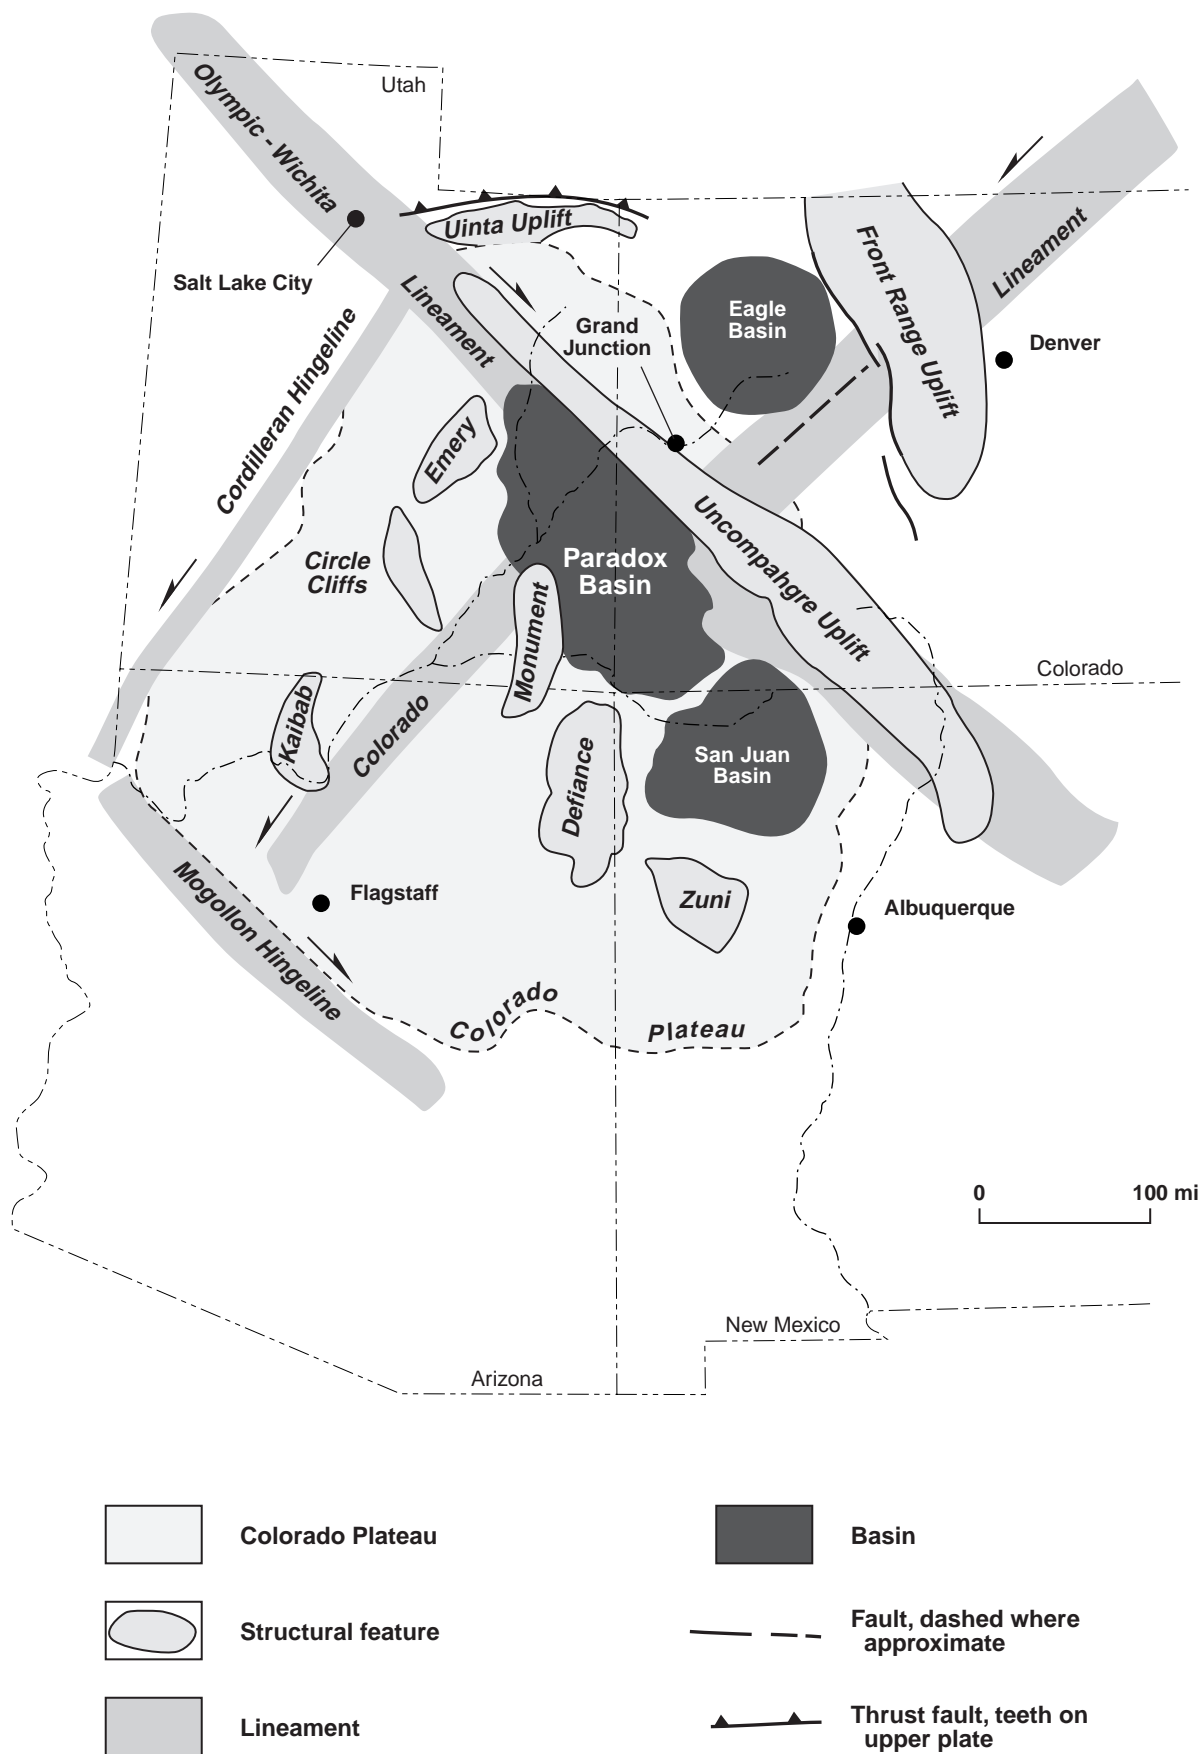 Utah
Olympic - Wichita
Lineament
Uinta Uplift
Salt Lake City
Cordilleran Hingeline
Lineament
Front Range Uplift
Eagle
Basin
Grand
Junction
Denver
Emery
Circle
Cliffs
Paradox
Basin
Uncompahgre Uplift
Monument
Colorado
Kaibab
Colorado
Defiance
San Juan
Basin
Zuni
Flagstaff
Albuquerque
Mogollon Hingeline
Colorado Plateau
0 100 mi
New Mexico
Arizona
Colorado Plateau
Structural feature
Lineament
Basin
Fault, dashed where
approximate
Thrust fault, teeth on
upper plate